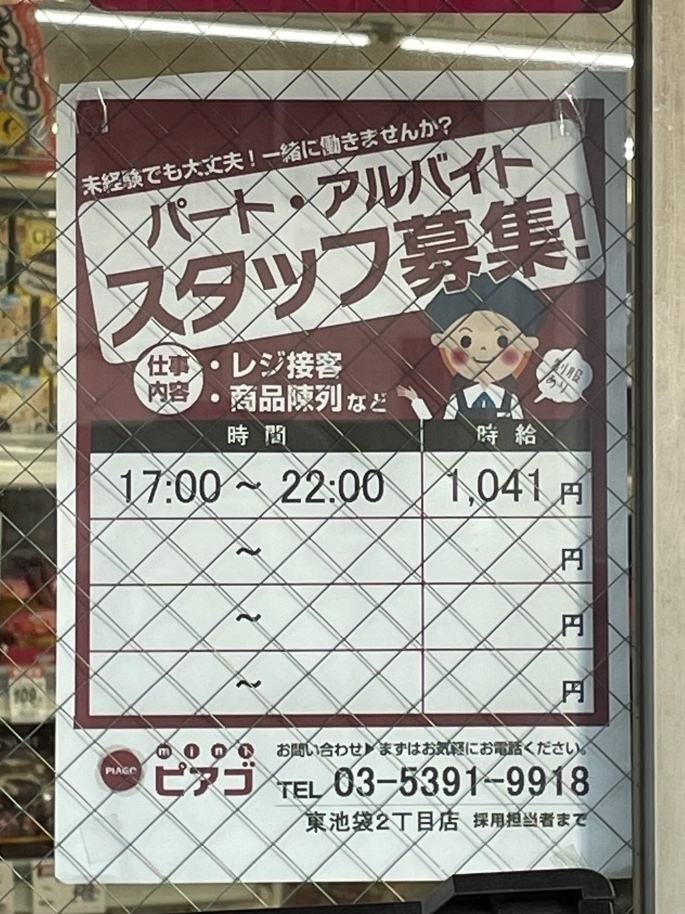 未経験でも大丈夫！一緒に働きませんか？
パート・アルバイト
スタッフ募集！
仕事
内容
・レジ接客
・商品陳列など
制服
あり
時間 時給
17:00 〜 22:00 1,041 円
〜 円
〜 円
〜 円
PIAGO
mini
ピアゴ
お問い合わせ▶まずはお気軽にお電話ください。
TEL 03-5391-9918
東池袋2丁目店 採用担当者まで